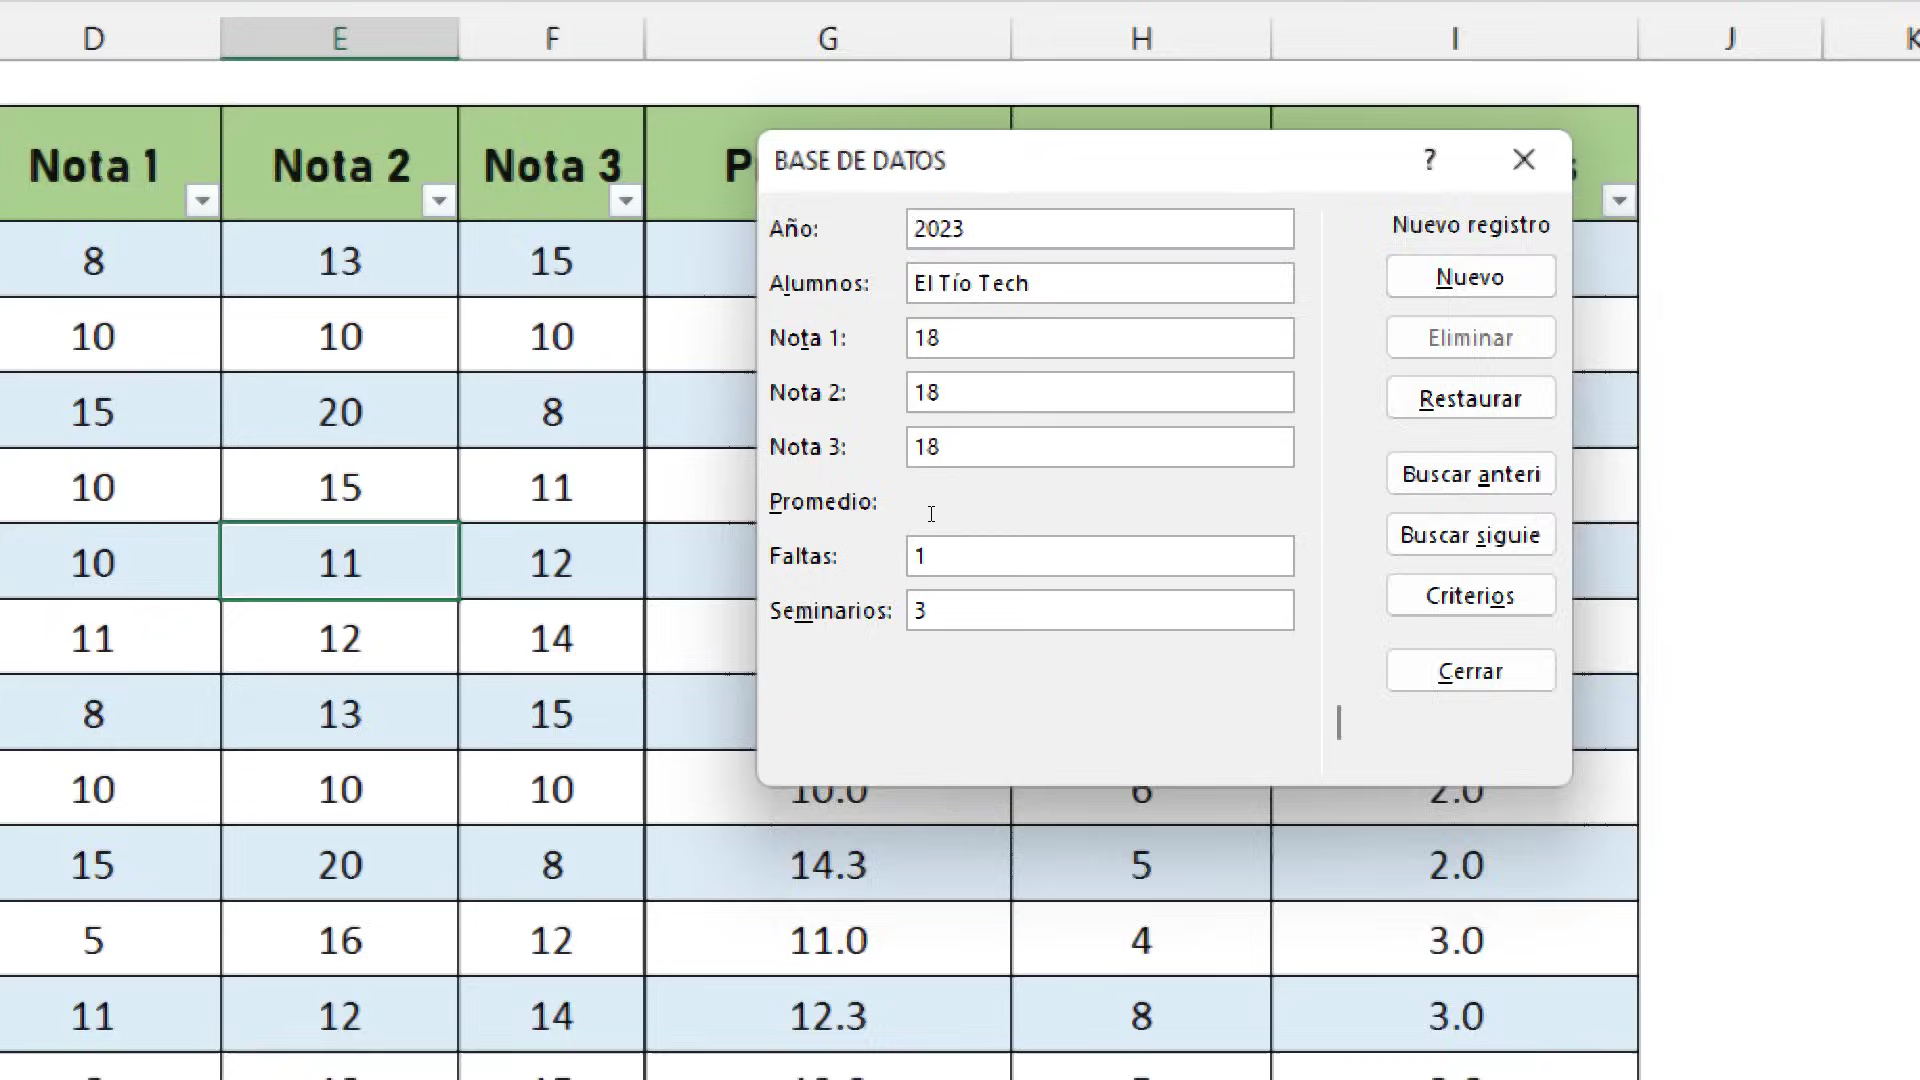 D E F G H I J K
Nota 1 Nota 2 Nota 3 P
8 13 15
10 10 10
15 20 8
10 15 11
10 11 12
11 12 14
8 13 15
10 10 10 10.0 6 2.0
15 20 8 14.3 5 2.0
5 16 12 11.0 4 3.0
11 12 14 12.3 8 3.0
BASE DE DATOS ?
Año: 2023
Alumnos: El Tío Tech
Nota 1: 18
Nota 2: 18
Nota 3: 18
Promedio:
Faltas: 1
Seminarios: 3
Nuevo registro
Nuevo
Eliminar
Restaurar
Buscar anteri
Buscar siguie
Criterios
Cerrar